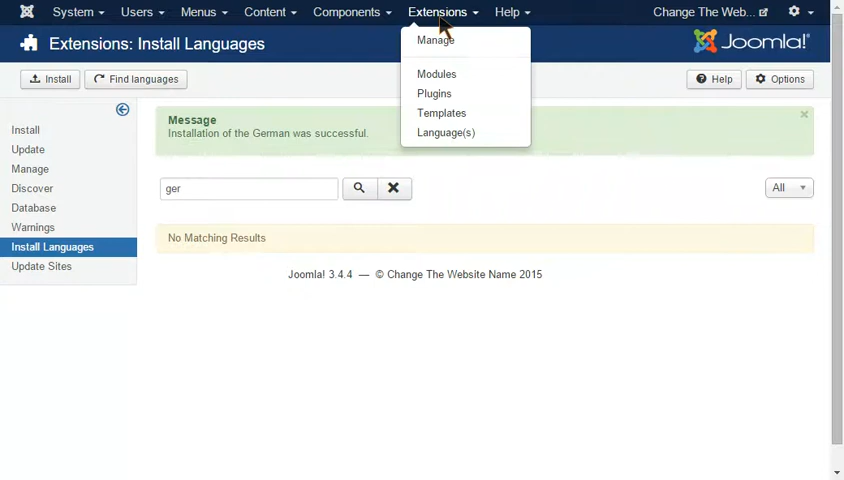 System Users Menus Content Components Extensions Help Change The Web...
Extensions: Install Languages
Joomla!
Manage
Modules
Plugins
Templates
Language(s)
Install Find languages Help Options
Install
Update
Manage
Discover
Database
Warnings
Install Languages
Update Sites
Message
Installation of the German was successful.
ger
All
No Matching Results
Joomla! 3.4.4 — © Change The Website Name 2015